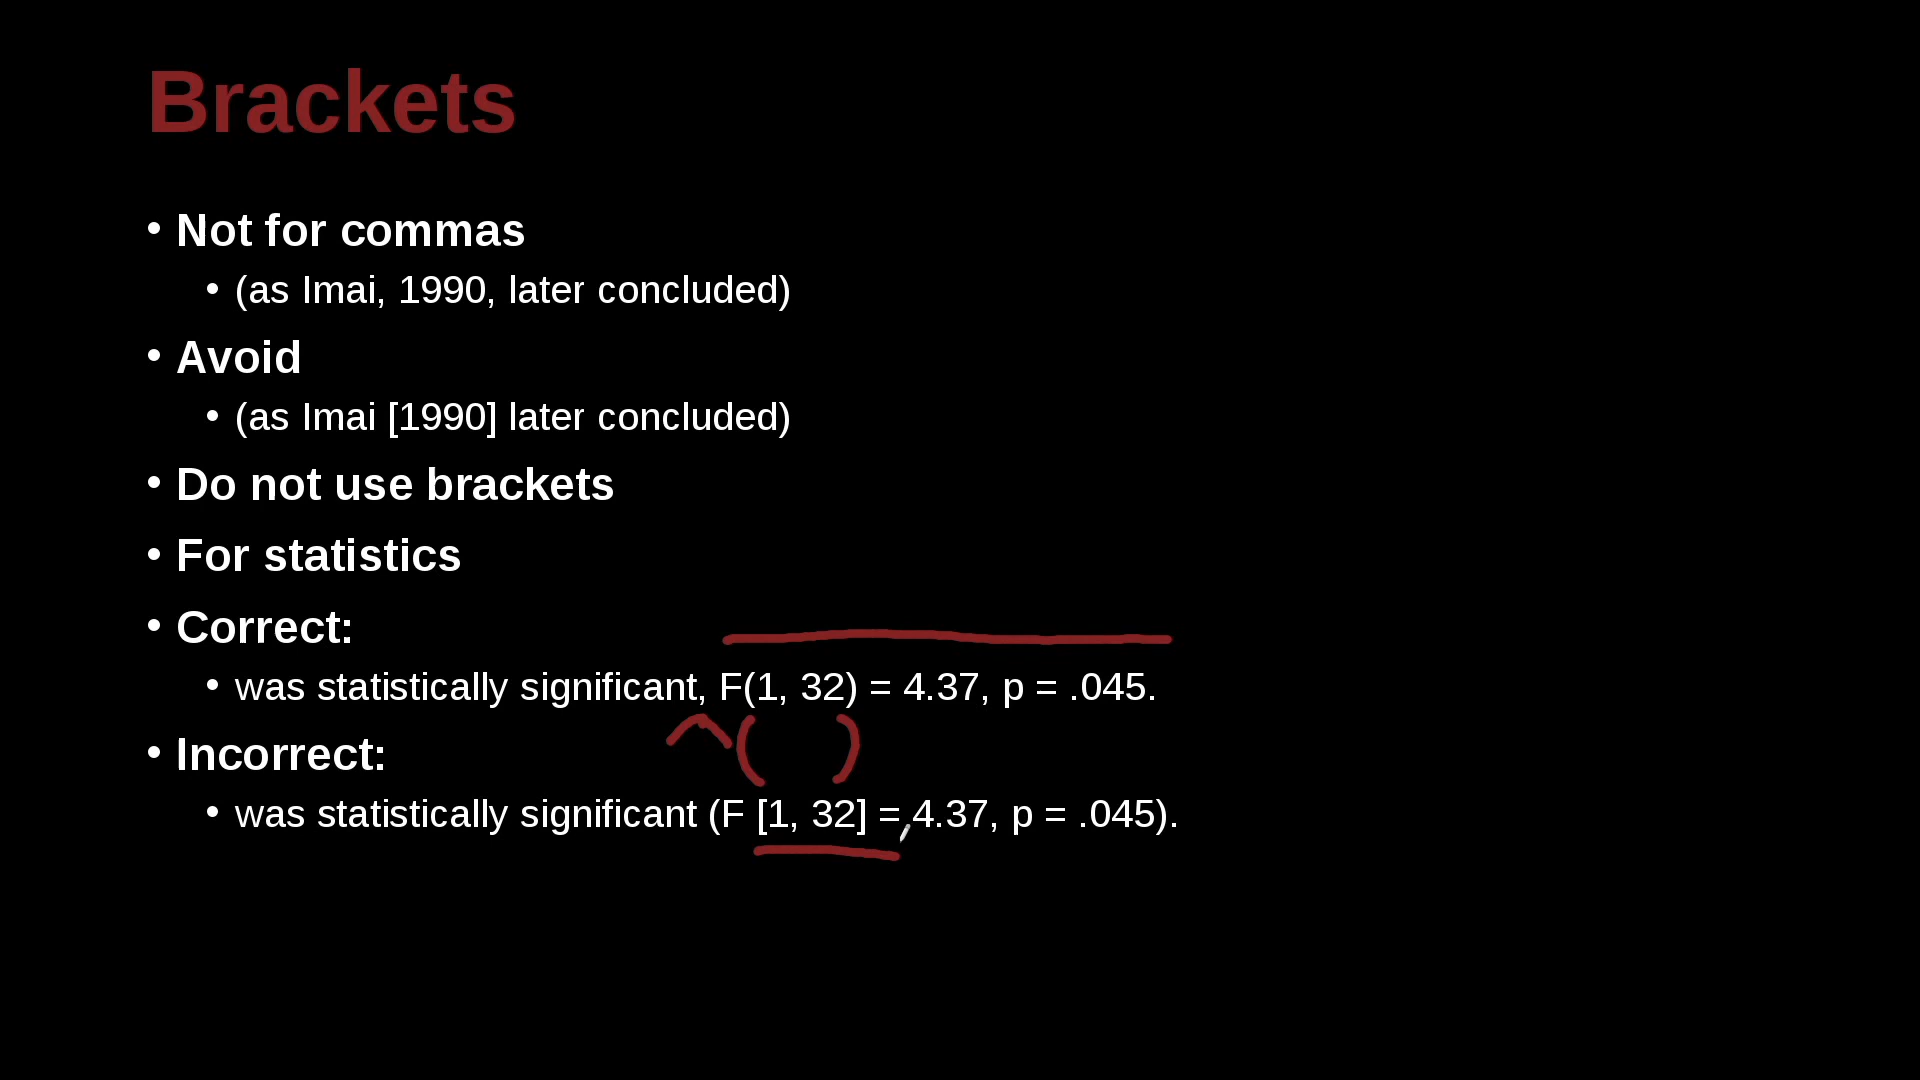 Brackets
• Not for commas
• (as Imai, 1990, later concluded)
• Avoid
• (as Imai [1990] later concluded)
• Do not use brackets
• For statistics
• Correct:
• was statistically significant, F(1, 32) = 4.37, p = .045.
• Incorrect:
• was statistically significant (F [1, 32] = 4.37, p = .045).